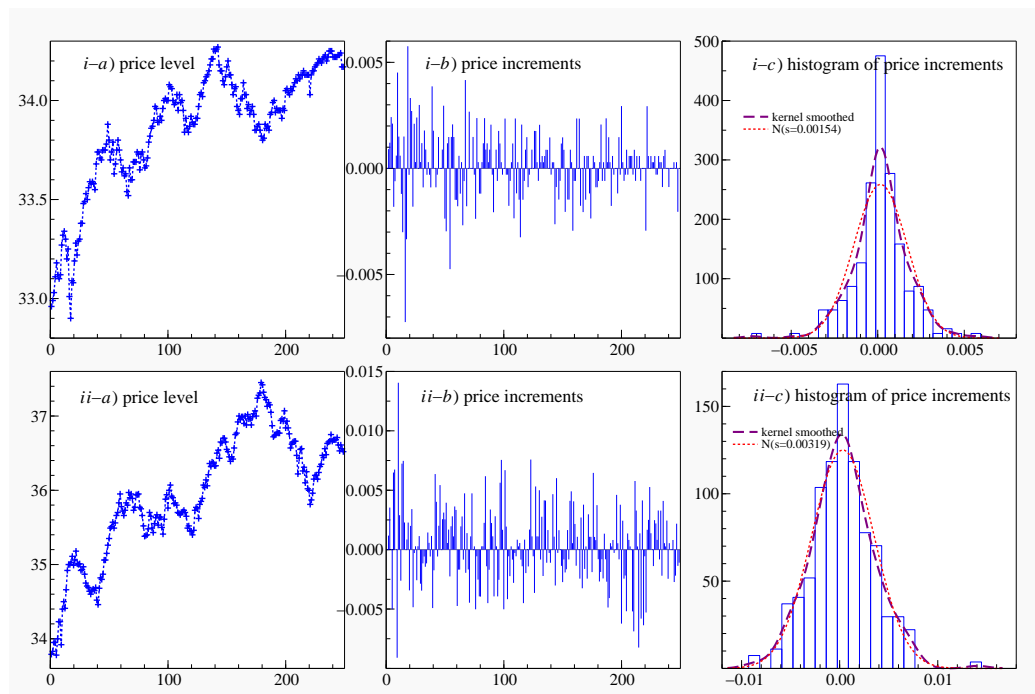 i–a) price level
34.0
33.5
33.0
0 100 200
i–b) price increments
0.005
0.000
−0.005
0 100 200
i–c) histogram of price increments
500
400
300
200
100
kernel smoothed
N(s=0.00154)
−0.005 0.000 0.005
ii–a) price level
37
36
35
34
0 100 200
ii–b) price increments
0.015
0.010
0.005
0.000
−0.005
0 100 200
ii–c) histogram of price increments
150
100
50
kernel smoothed
N(s=0.00319)
−0.01 0.00 0.01